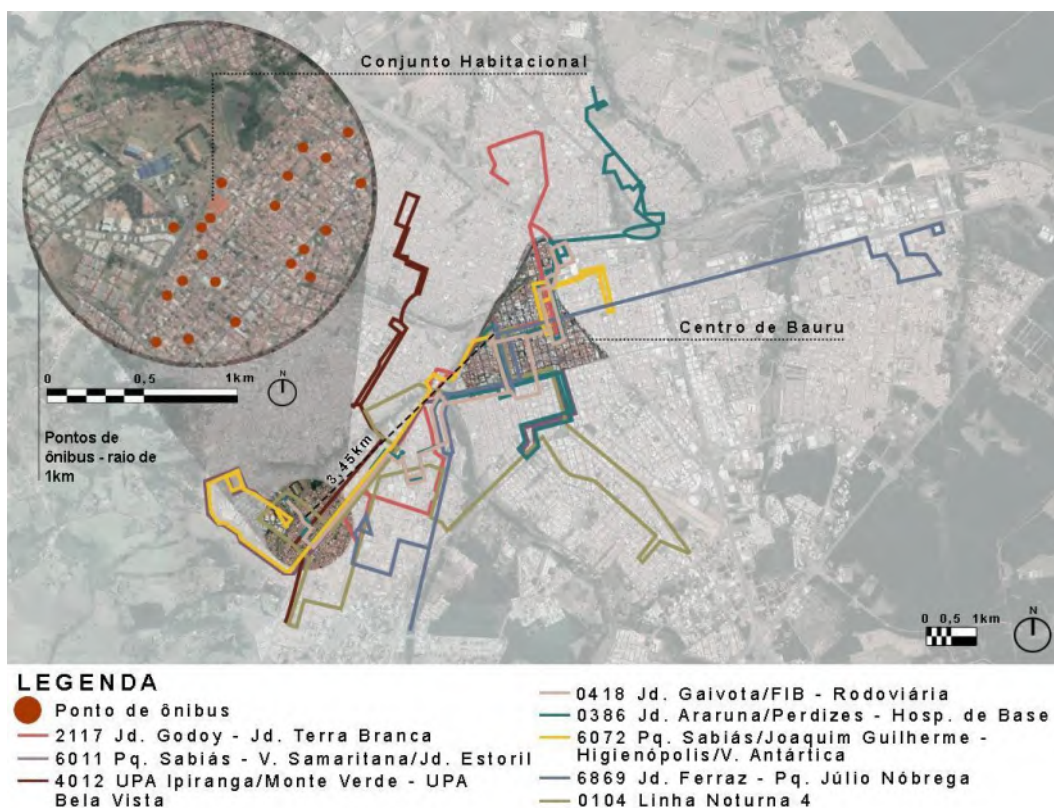 Conjunto Habitacional
Centro de Bauru
3,45km
0 0,5 1km
N
Pontos de
ônibus - raio de
1km
0 0,5 1km
N
LEGENDA
Ponto de ônibus
2117 Jd. Godoy - Jd. Terra Branca
6011 Pq. Sabiás - V. Samaritana/Jd. Estoril
4012 UPA Ipiranga/Monte Verde - UPA
Bela Vista
0418 Jd. Gaivota/FIB - Rodoviária
0386 Jd. Araruna/Perdizes - Hosp. de Base
6072 Pq. Sabiás/Joaquim Guilherme -
Higienópolis/V. Antártica
6869 Jd. Ferraz - Pq. Júlio Nóbrega
0104 Linha Noturna 4